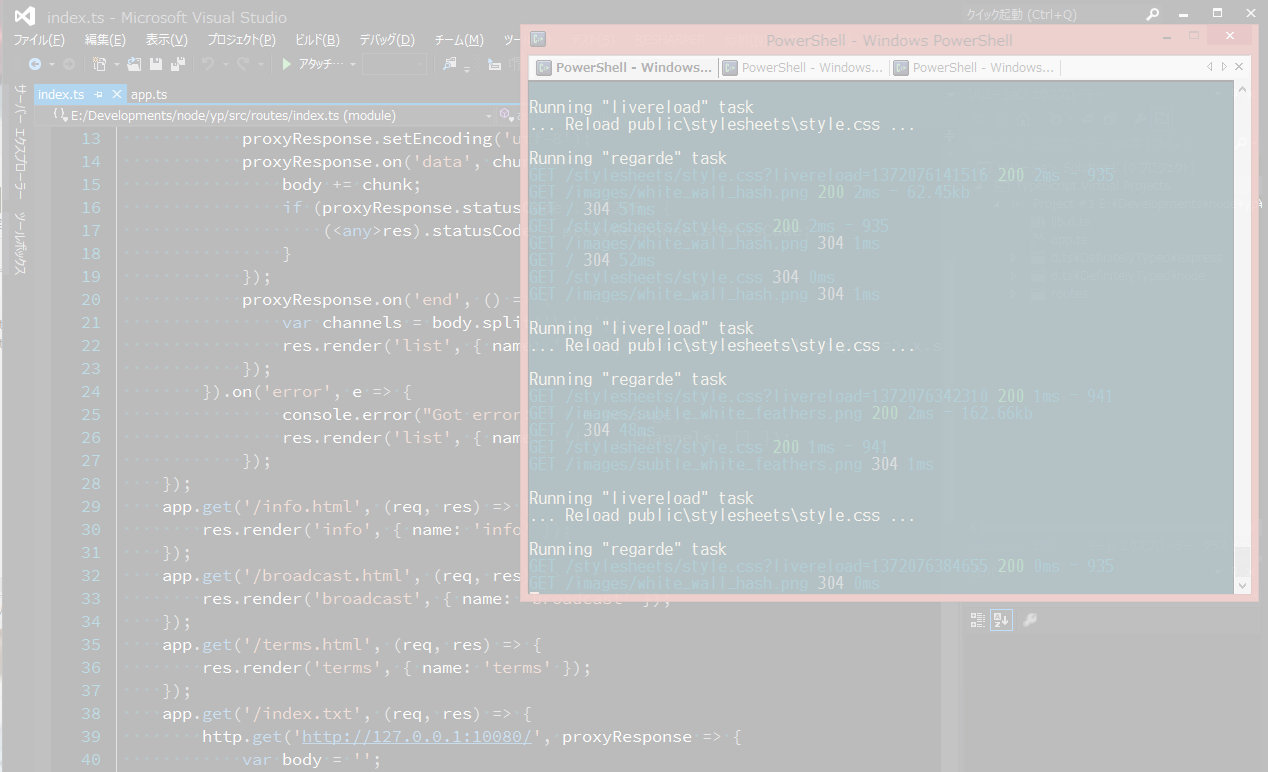 index.ts - Microsoft Visual Studio
クイック起動 (Ctrl+Q)
ファイル(F) 編集(E) 表示(V) プロジェクト(P) ビルド(B) デバッグ(D) チーム(M) ツー
アタッチ…
index.ts app.ts
E:/Developments/node/yp/src/routes/index.ts (module)
サーバー エクスプローラー
ツールボックス
13 proxyResponse.setEncoding('u
14 proxyResponse.on('data', chu
15 body += chunk;
16 if (proxyResponse.status
17 (<any>res).statusCod
18 }
19 });
20 proxyResponse.on('end', () =
21 var channels = body.spli
22 res.render('list', { nam
23 });
24 }).on('error', e => {
25 console.error("Got error
26 res.render('list', { nam
27 });
28 });
29 app.get('/info.html', (req, res) =>
30 res.render('info', { name: 'info
31 });
32 app.get('/broadcast.html', (req, res
33 res.render('broadcast', { name: 'broadcast' });
34 });
35 app.get('/terms.html', (req, res) => {
36 res.render('terms', { name: 'terms' });
37 });
38 app.get('/index.txt', (req, res) => {
39 http.get('http://127.0.0.1:10080/', proxyResponse => {
40 var body = '';
PowerShell - Windows PowerShell
PowerShell - Windows... PowerShell - Windows... PowerShell - Windows...
Running "livereload" task
... Reload public\stylesheets\style.css ...
Running "regarde" task
GET /stylesheets/style.css?livereload=1372076141516 200 2ms - 935
GET /images/white_wall_hash.png 200 2ms - 62.45kb
GET / 304 51ms
GET /stylesheets/style.css 200 2ms - 935
GET /images/white_wall_hash.png 304 1ms
GET / 304 52ms
GET /stylesheets/style.css 304 0ms
GET /images/white_wall_hash.png 304 1ms
Running "livereload" task
... Reload public\stylesheets\style.css ...
Running "regarde" task
GET /stylesheets/style.css?livereload=1372076342310 200 1ms - 941
GET /images/subtle_white_feathers.png 200 2ms - 162.66kb
GET / 304 48ms
GET /stylesheets/style.css 200 1ms - 941
GET /images/subtle_white_feathers.png 304 1ms
Running "livereload" task
... Reload public\stylesheets\style.css ...
Running "regarde" task
GET /stylesheets/style.css?livereload=1372076384655 200 0ms - 935
GET /images/white_wall_hash.png 304 0ms